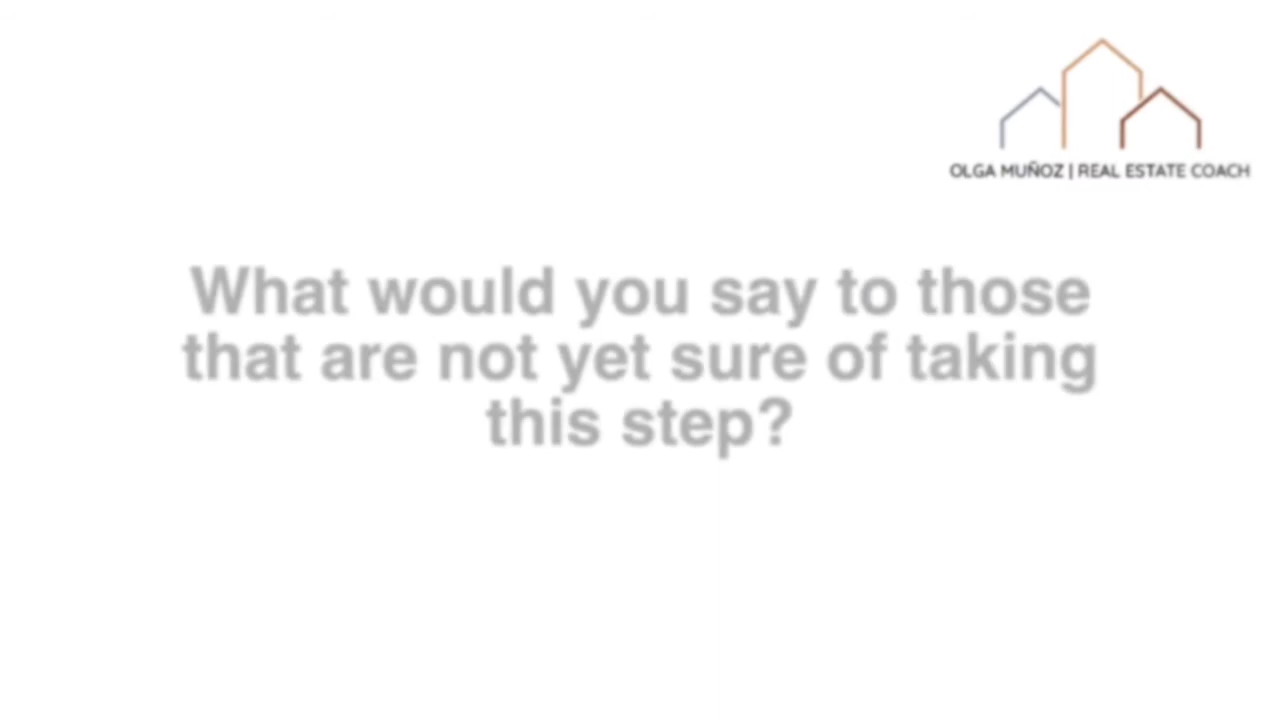 OLGA MUÑOZ | REAL ESTATE COACH
What would you say to those
that are not yet sure of taking
this step?